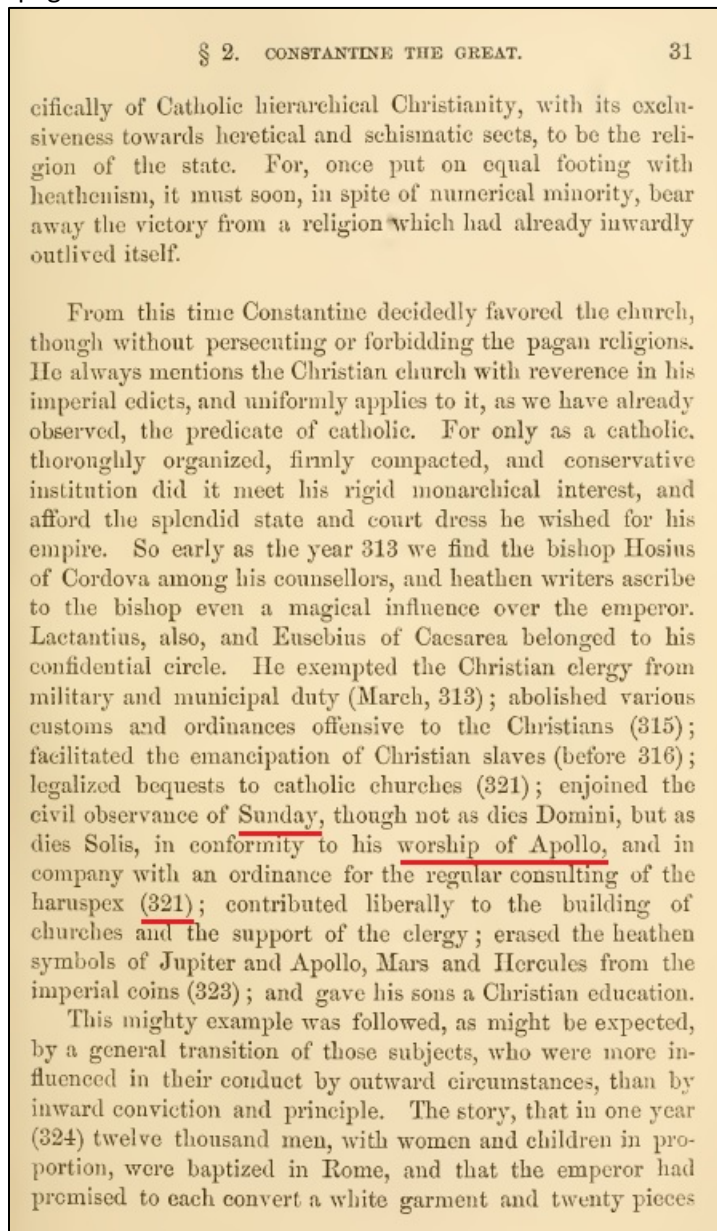 § 2. CONSTANTINE THE GREAT. 31
cifically of Catholic hierarchical Christianity, with its exclu-
siveness towards heretical and schismatic sects, to be the reli-
gion of the state. For, once put on equal footing with
heathenism, it must soon, in spite of numerical minority, bear
away the victory from a religion which had already inwardly
outlived itself.
From this time Constantine decidedly favored the church,
though without persecuting or forbidding the pagan religions.
He always mentions the Christian church with reverence in his
imperial edicts, and uniformly applies to it, as we have already
observed, the predicate of catholic. For only as a catholic,
thoroughly organized, firmly compacted, and conservative
institution did it meet his rigid monarchical interest, and
afford the splendid state and court dress he wished for his
empire. So early as the year 313 we find the bishop Hosius
of Cordova among his counsellors, and heathen writers ascribe
to the bishop even a magical influence over the emperor.
Lactantius, also, and Eusebius of Caesarea belonged to his
confidential circle. He exempted the Christian clergy from
military and municipal duty (March, 313); abolished various
customs and ordinances offensive to the Christians (315);
facilitated the emancipation of Christian slaves (before 316);
legalized bequests to catholic churches (321); enjoined the
civil observance of Sunday, though not as dies Domini, but as
dies Solis, in conformity to his worship of Apollo, and in
company with an ordinance for the regular consulting of the
haruspex (321); contributed liberally to the building of
churches and the support of the clergy; erased the heathen
symbols of Jupiter and Apollo, Mars and Hercules from the
imperial coins (323); and gave his sons a Christian education.
This mighty example was followed, as might be expected,
by a general transition of those subjects, who were more in-
fluenced in their conduct by outward circumstances, than by
inward conviction and principle. The story, that in one year
(324) twelve thousand men, with women and children in pro-
portion, were baptized in Rome, and that the emperor had
promised to each convert a white garment and twenty pieces